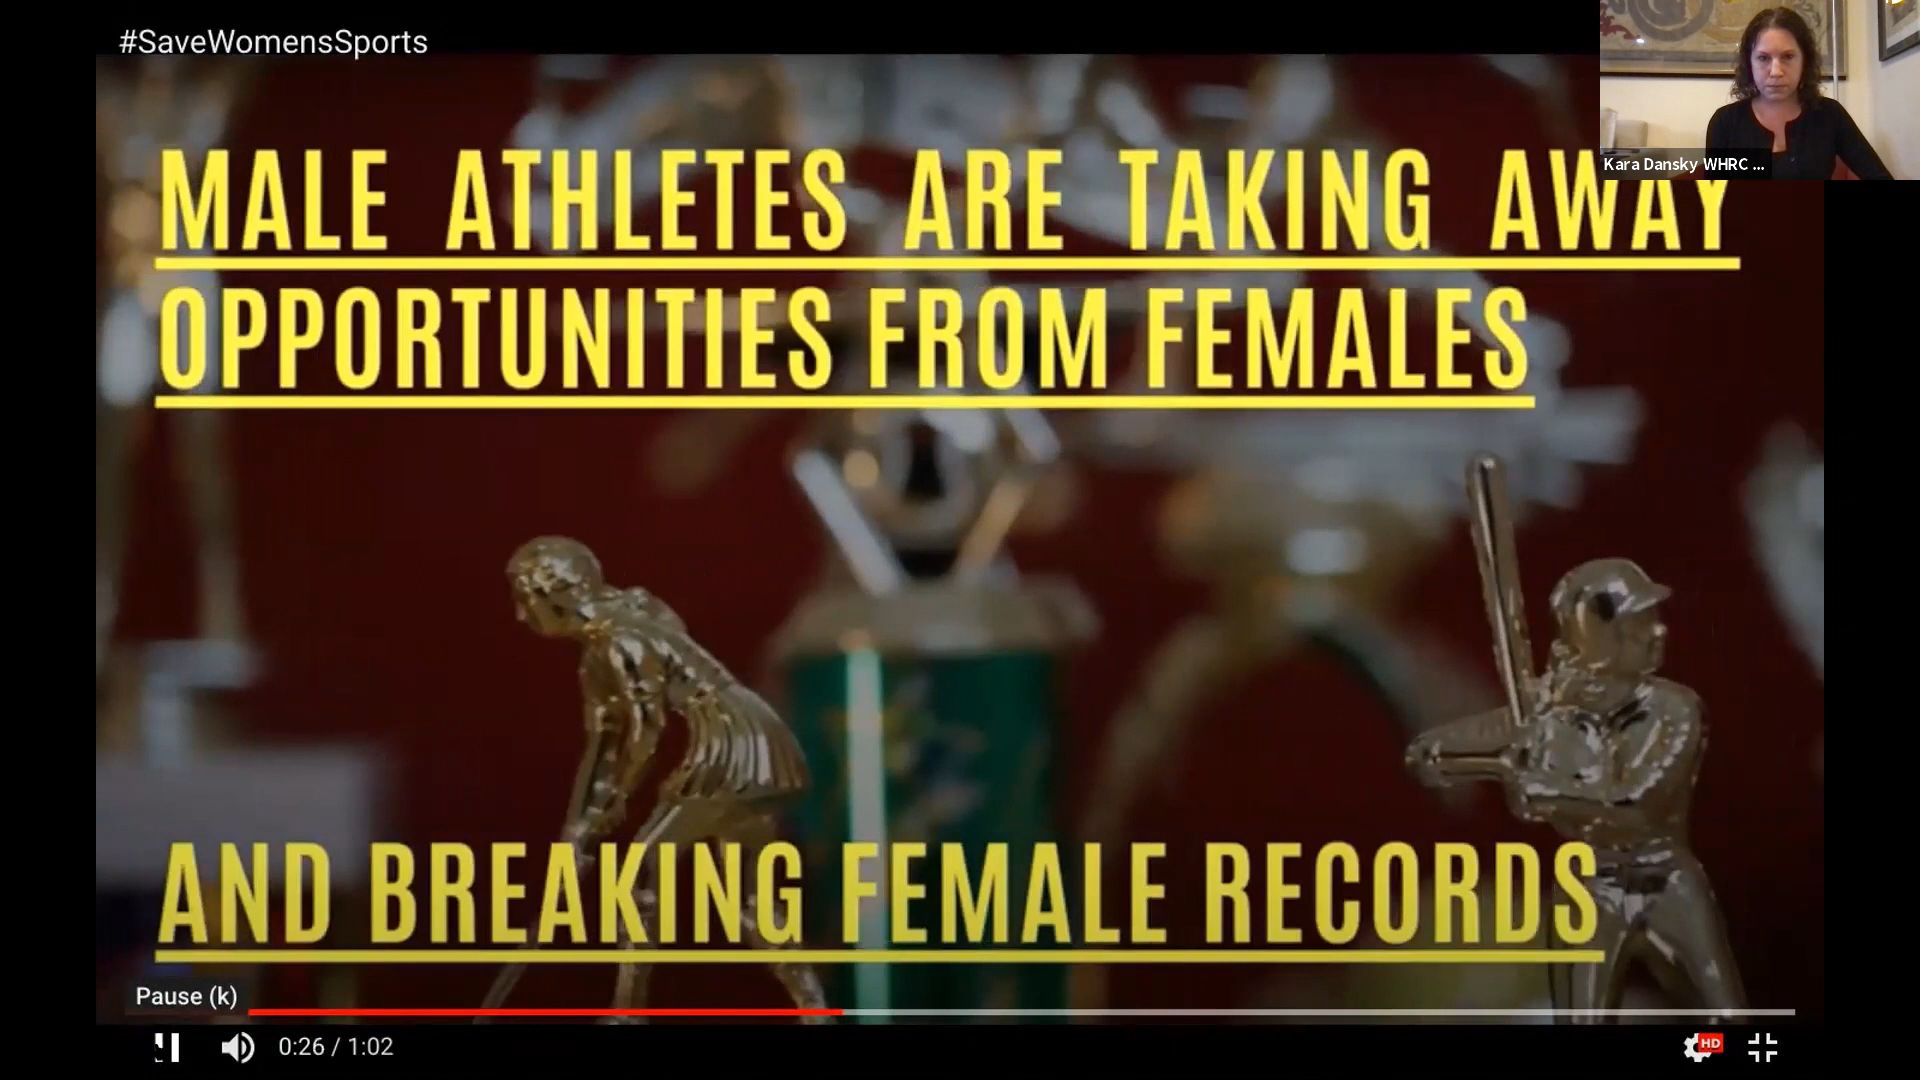 #SaveWomensSports
Kara Dansky WHRC ...
MALE ATHLETES ARE TAKING AWAY
OPPORTUNITIES FROM FEMALES
AND BREAKING FEMALE RECORDS
Pause (k)
0:26 / 1:02
HD